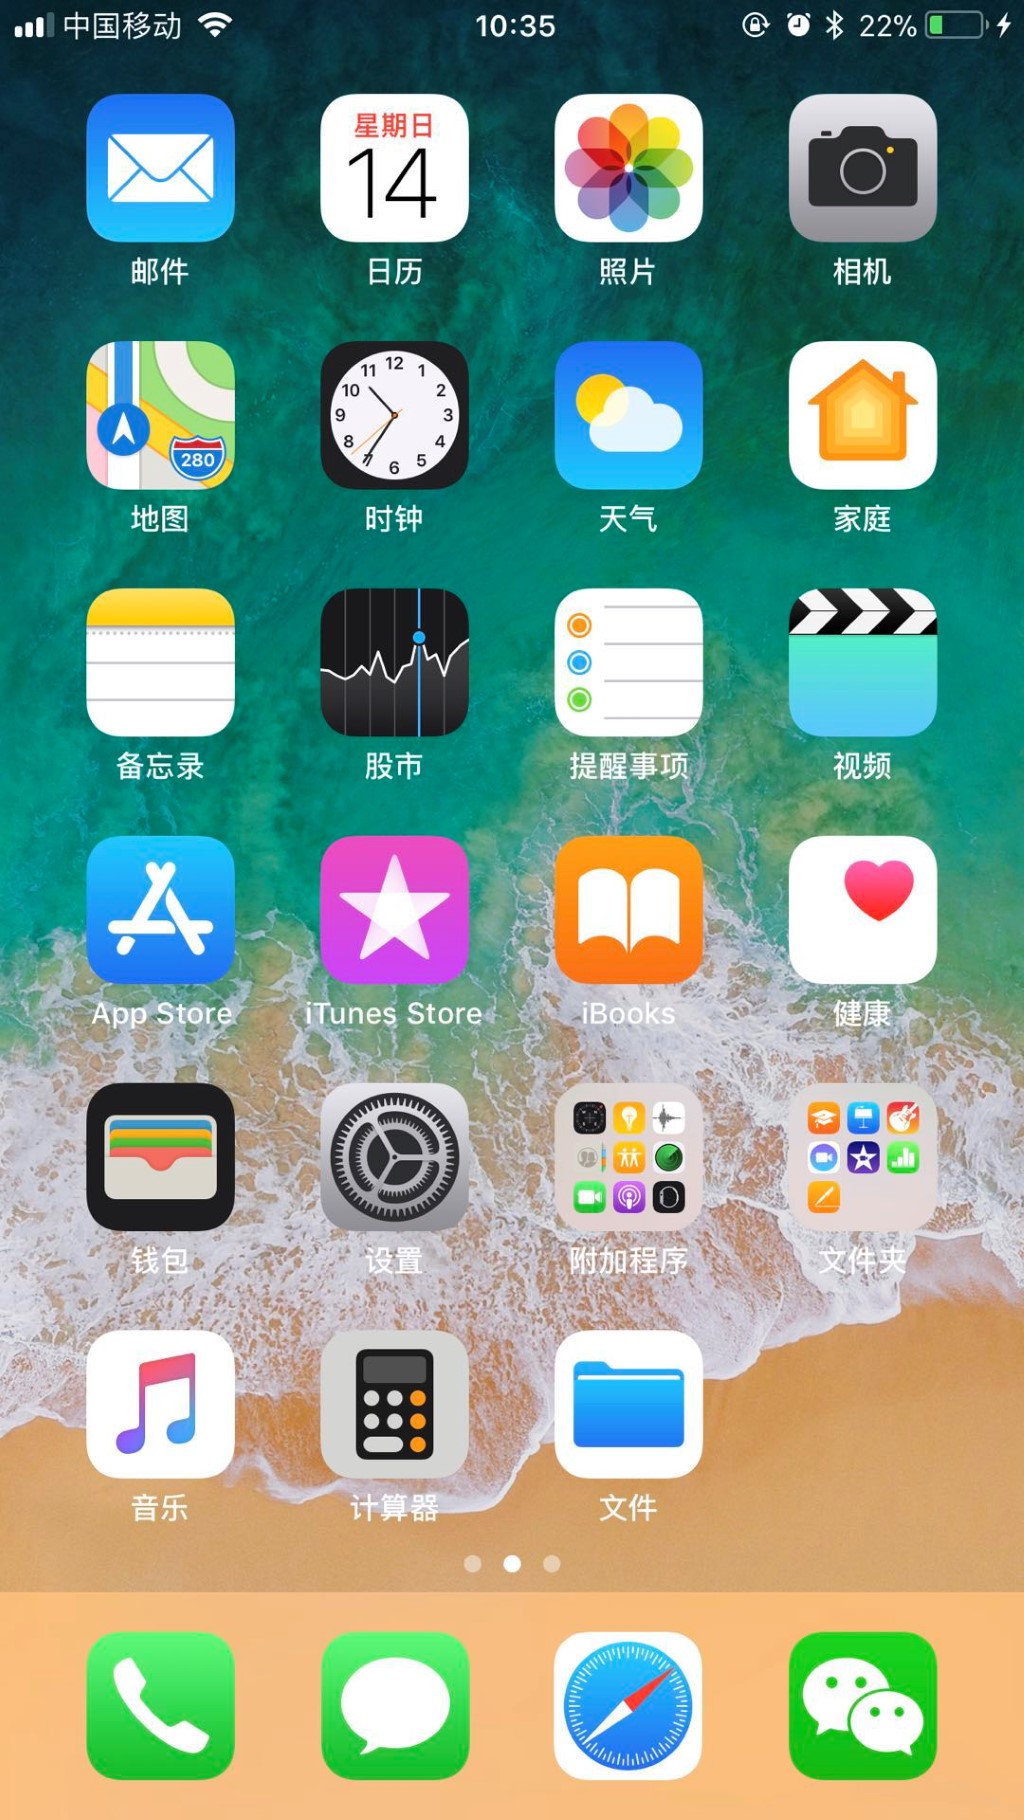 中国移动 10:35 22%
星期日
14
邮件 日历 照片 相机
280
12
11 1
10 2
9 3
8 4
7 5
6
地图 时钟 天气 家庭
备忘录 股市 提醒事项 视频
App Store iTunes Store iBooks 健康
钱包 设置 附加程序 文件夹
音乐 计算器 文件